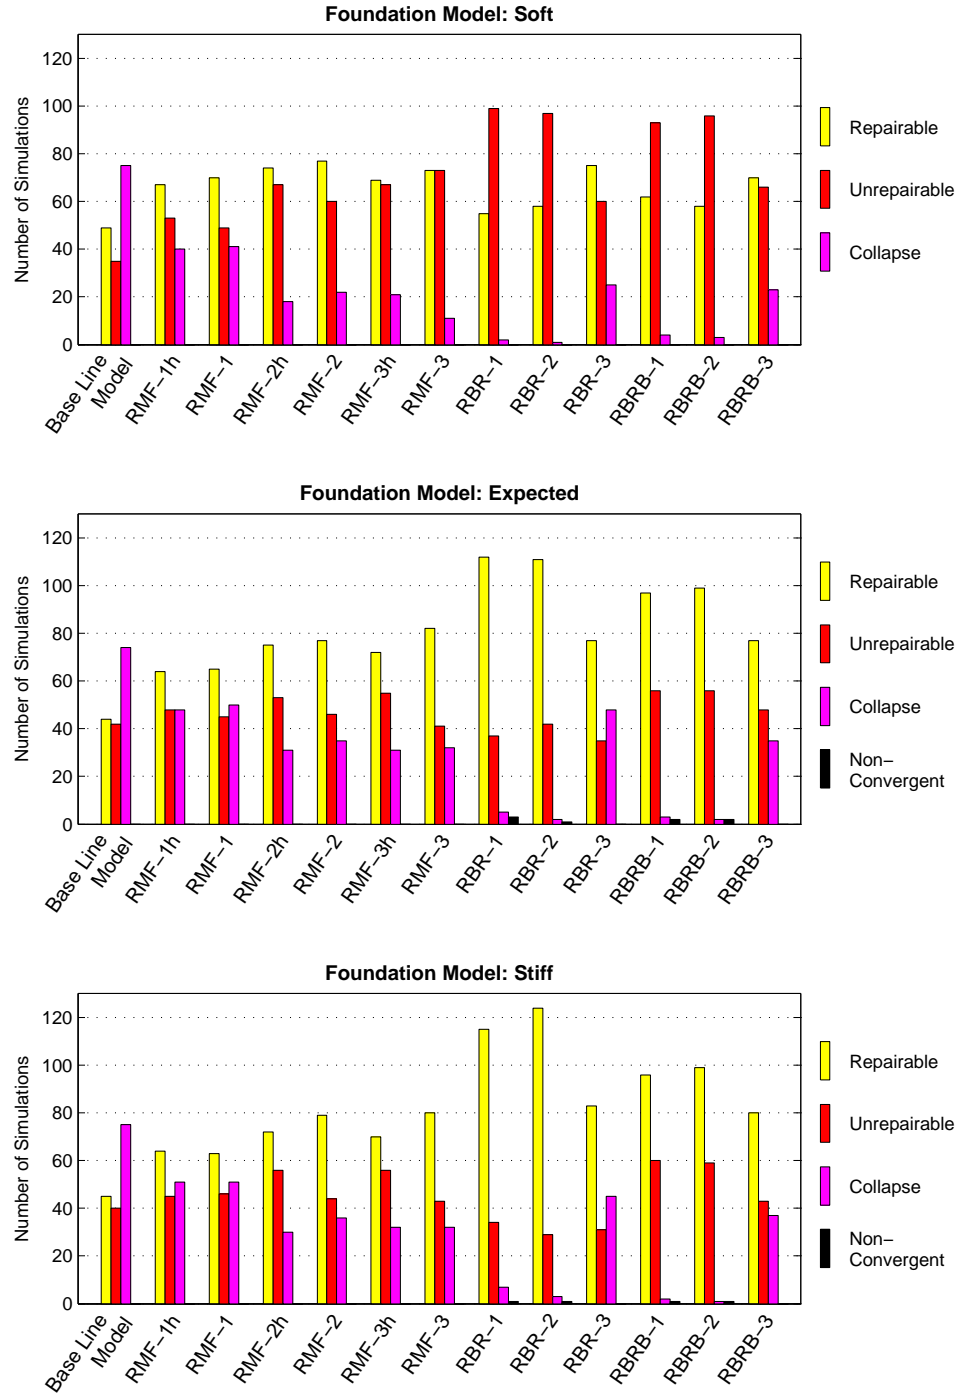 Foundation Model: Soft
Number of Simulations
120
100
80
60
40
20
0
Base Line
Model
RMF−1h
RMF−1
RMF−2h
RMF−2
RMF−3h
RMF−3
RBR−1
RBR−2
RBR−3
RBRB−1
RBRB−2
RBRB−3
Repairable
Unrepairable
Collapse
Foundation Model: Expected
Number of Simulations
120
100
80
60
40
20
0
Base Line
Model
RMF−1h
RMF−1
RMF−2h
RMF−2
RMF−3h
RMF−3
RBR−1
RBR−2
RBR−3
RBRB−1
RBRB−2
RBRB−3
Repairable
Unrepairable
Collapse
Non−
Convergent
Foundation Model: Stiff
Number of Simulations
120
100
80
60
40
20
0
Base Line
Model
RMF−1h
RMF−1
RMF−2h
RMF−2
RMF−3h
RMF−3
RBR−1
RBR−2
RBR−3
RBRB−1
RBRB−2
RBRB−3
Repairable
Unrepairable
Collapse
Non−
Convergent